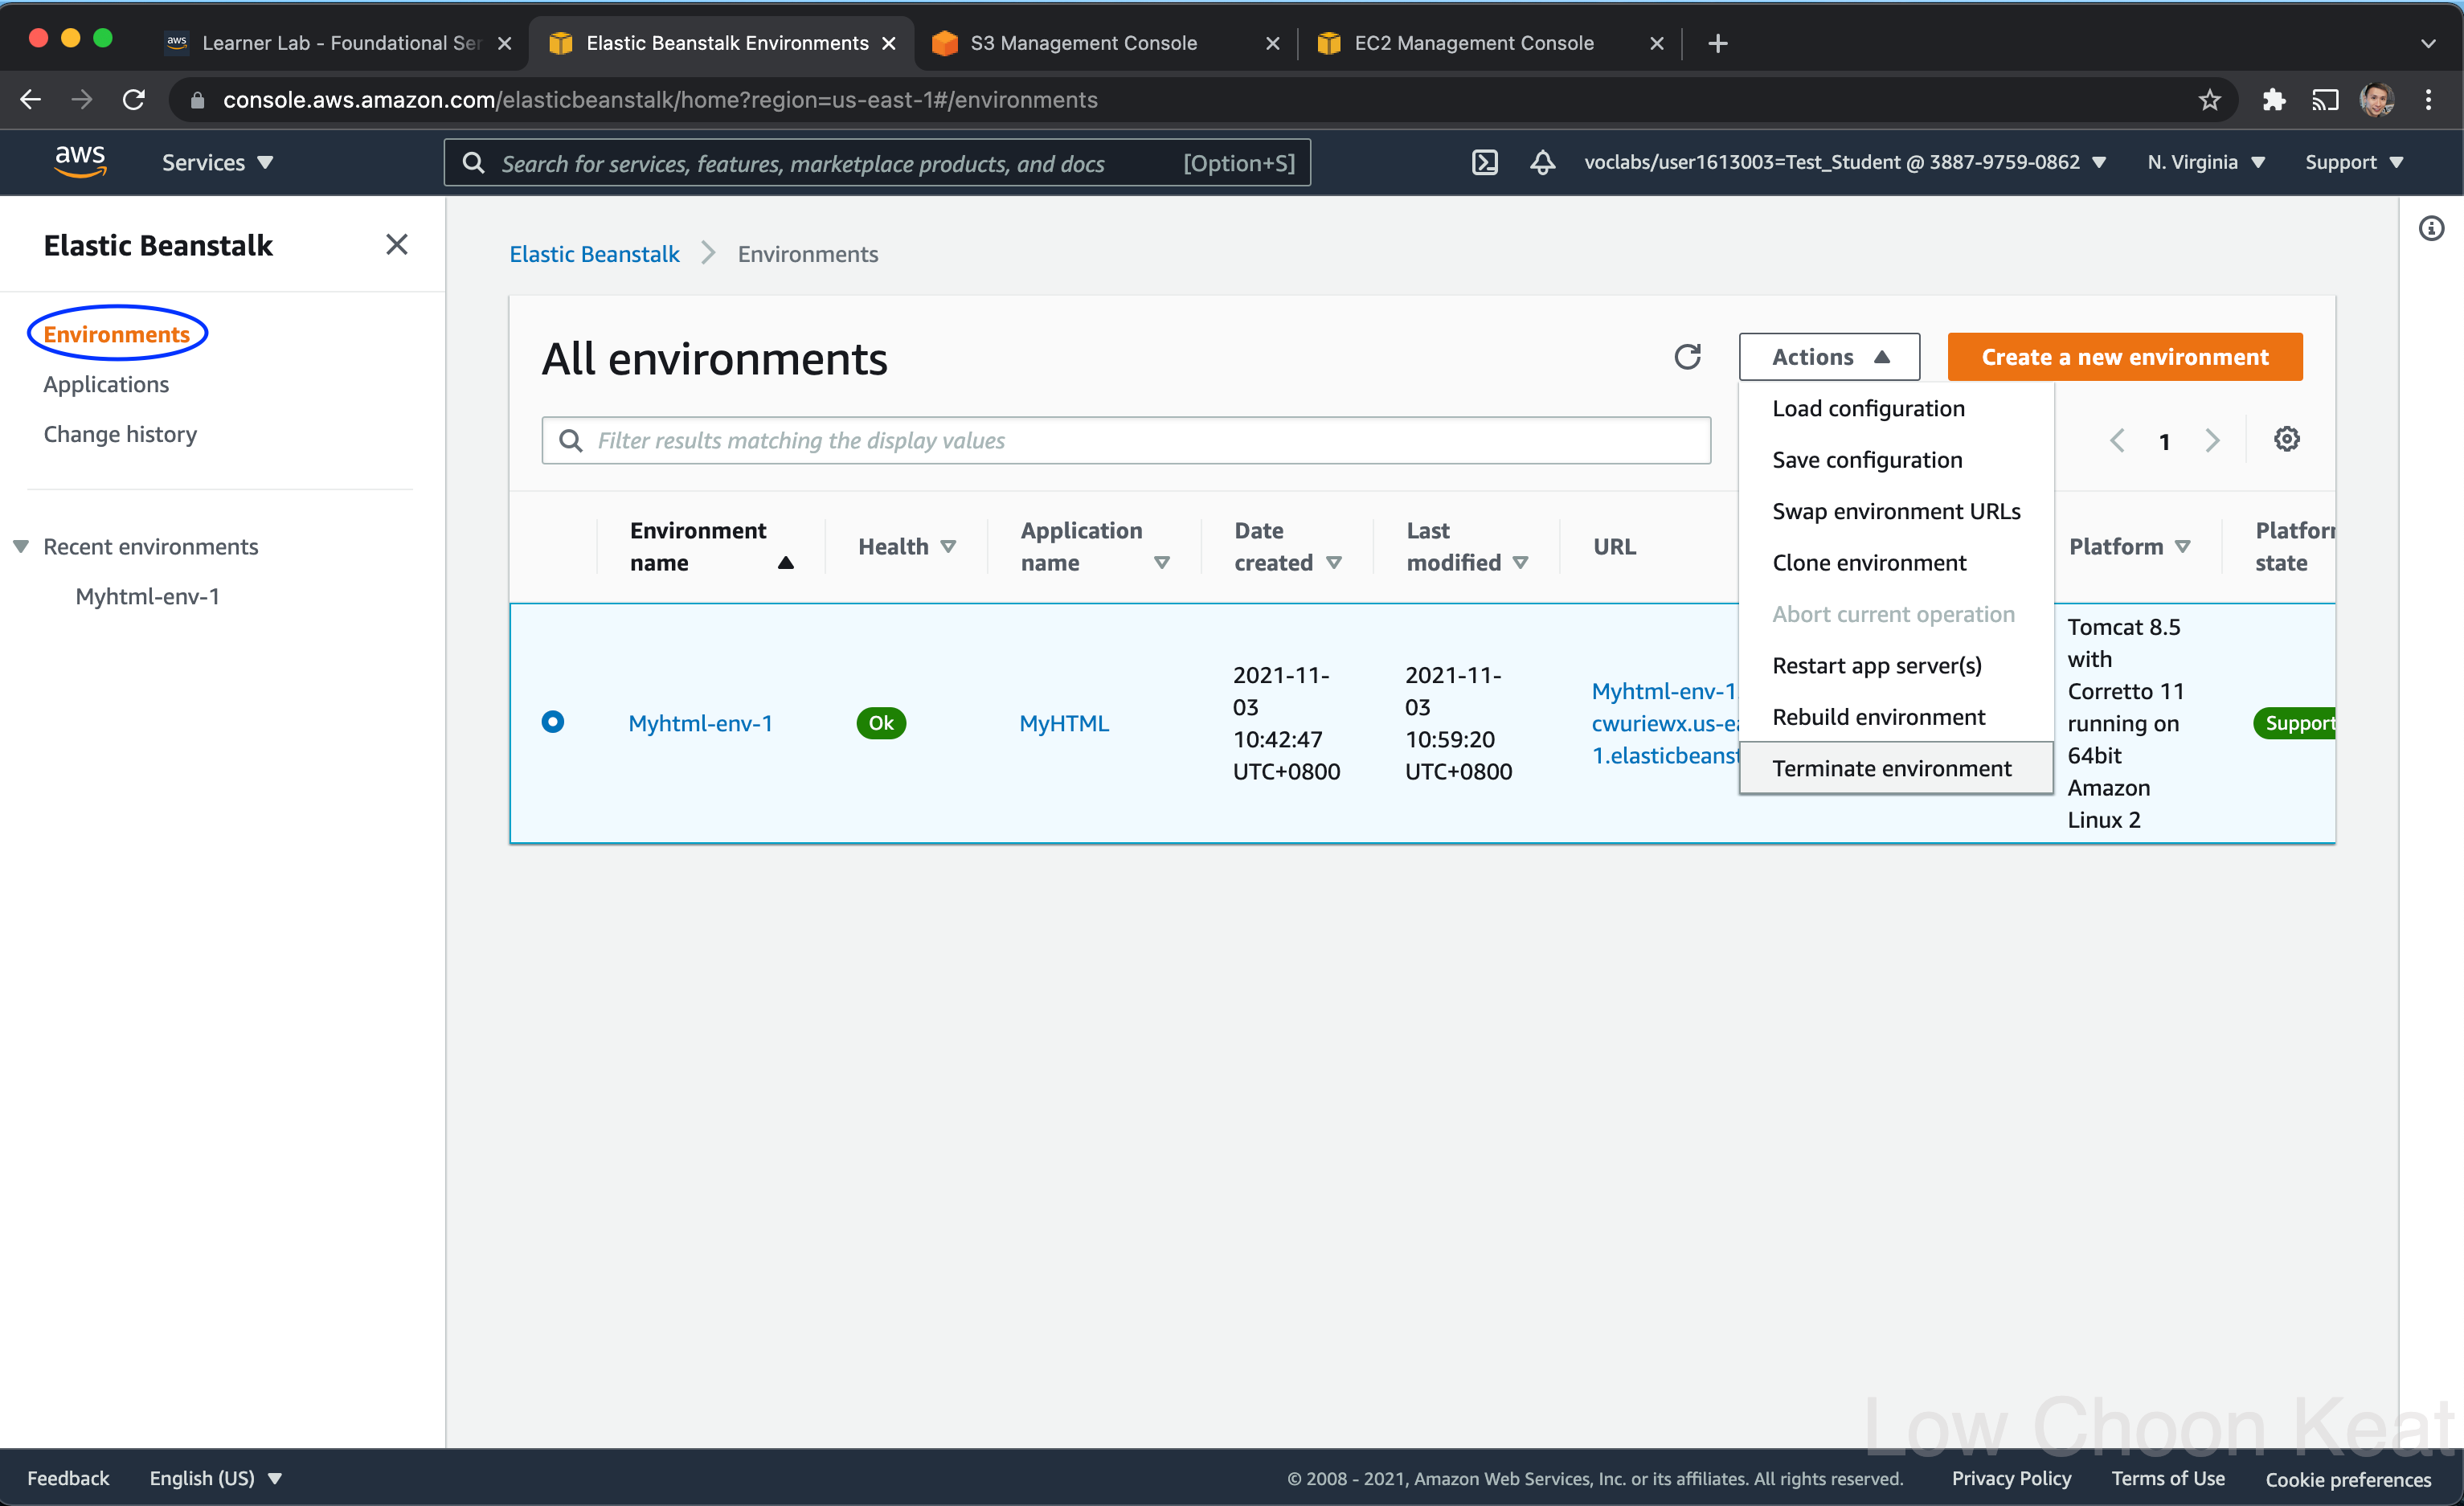 aws
Learner Lab - Foundational Ser
Elastic Beanstalk Environments
S3 Management Console
EC2 Management Console
console.aws.amazon.com/elasticbeanstalk/home?region=us-east-1#/environments
aws
Services
Search for services, features, marketplace products, and docs
[Option+S]
voclabs/user1613003=Test_Student @ 3887-9759-0862
N. Virginia
Support
Elastic Beanstalk
Environments
Applications
Change history
Recent environments
Myhtml-env-1
Elastic Beanstalk
Environments
All environments
Actions
Create a new environment
Filter results matching the display values
1
Load configuration
Save configuration
Swap environment URLs
Clone environment
Abort current operation
Restart app server(s)
Rebuild environment
Terminate environment
Environment
name
Health
Application
name
Date
created
Last
modified
URL
Platform
Platform
state
Myhtml-env-1
Ok
MyHTML
2021-11-
03
10:42:47
UTC+0800
2021-11-
03
10:59:20
UTC+0800
Myhtml-env-1
cwuriewx.us-ea
1.elasticbeanst
Tomcat 8.5
with
Corretto 11
running on
64bit
Amazon
Linux 2
Support
Low Choon Keat
Feedback
English (US)
© 2008 - 2021, Amazon Web Services, Inc. or its affiliates. All rights reserved.
Privacy Policy
Terms of Use
Cookie preferences